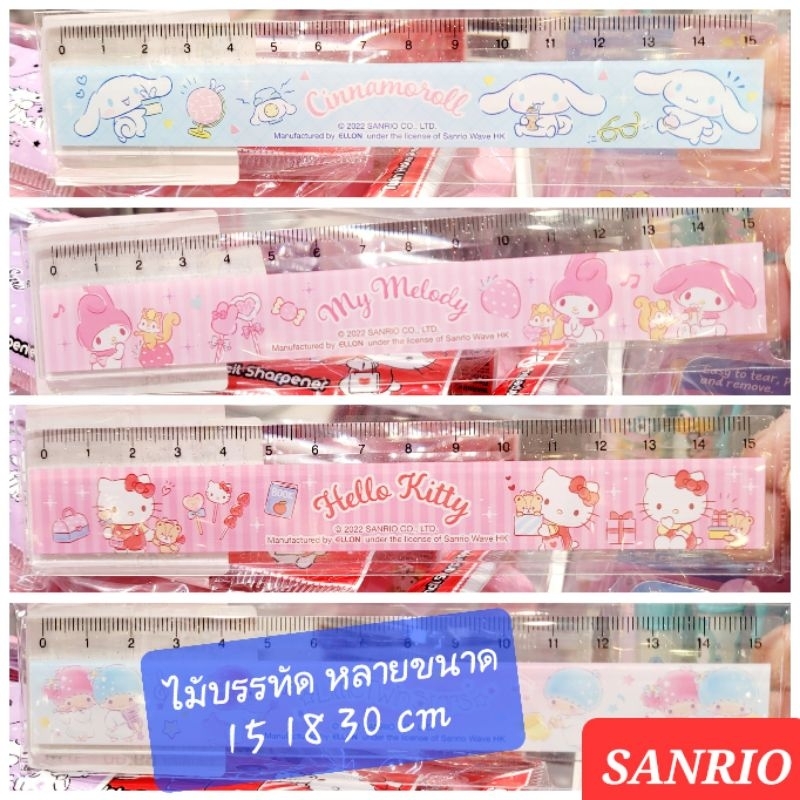 0 1 2 3 4 5 6 7 8 9 10 11 12 13 14 15
Cinnamoroll
© 2022 SANRIO CO., LTD.
Manufactured by ELLON under the license of Sanrio Wave HK
0 1 2 3 4 5 6 7 8 9 10 11 12 13 14 15
My Melody
© 2022 SANRIO CO., LTD.
Manufactured by ELLON under the license of Sanrio Wave HK
Sharpener
Easy to tear, p
and remove.
0 1 2 3 4 5 6 7 8 9 10 11 12 13 14 15
BOOK
Hello Kitty
© 2022 SANRIO CO., LTD.
Manufactured by ELLON under the license of Sanrio Wave HK
0 1 2 3 4 5 6 7 8 9 10 11 12 13 14 15
ไม้บรรทัด หลายขนาด
15 18 30 cm
SANRIO